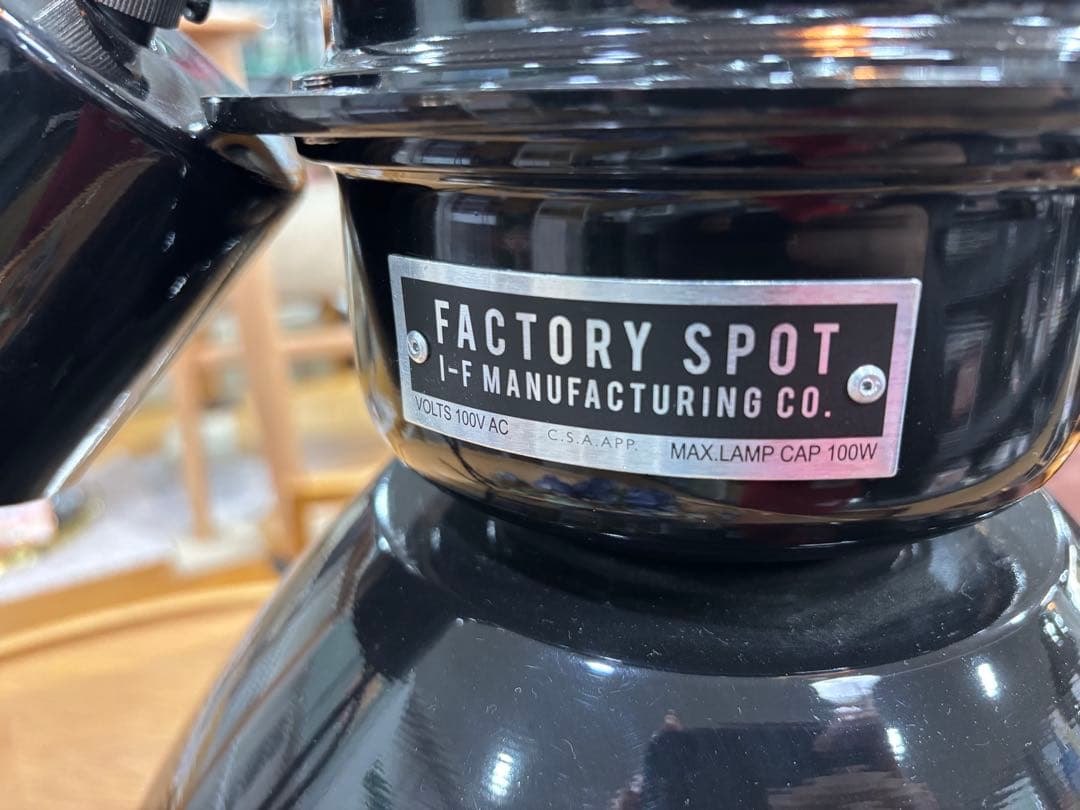 FACTORY SPOT
I-F MANUFACTURING CO.
VOLTS 100V AC C.S.A.APP. MAX.LAMP CAP 100W